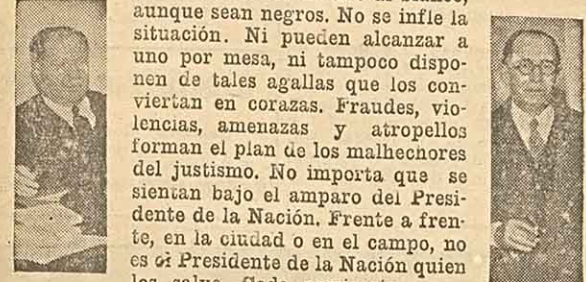 aunque sean negros. No se infle la
situación. Ni pueden alcanzar a
uno por mesa, ni tampoco dispo-
nen de tales agallas que los con-
viertan en corazas. Fraudes, vio-
lencias, amenazas y atropellos
forman el plan de los malhechores
del justismo. No importa que se
sientan bajo el amparo del Presi-
dente de la Nación. Frente a fren-
te, en la ciudad o en el campo, no
es el Presidente de la Nación quien